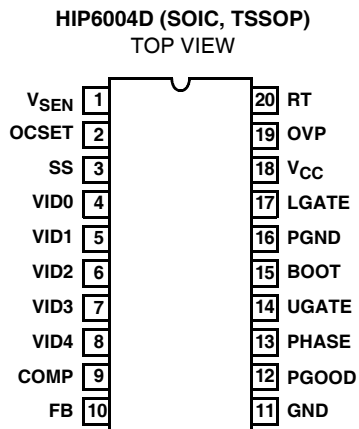 HIP6004D (SOIC, TSSOP)
TOP VIEW
VSEN 1 20 RT
OCSET 2 19 OVP
SS 3 18 VCC
VID0 4 17 LGATE
VID1 5 16 PGND
VID2 6 15 BOOT
VID3 7 14 UGATE
VID4 8 13 PHASE
COMP 9 12 PGOOD
FB 10 11 GND